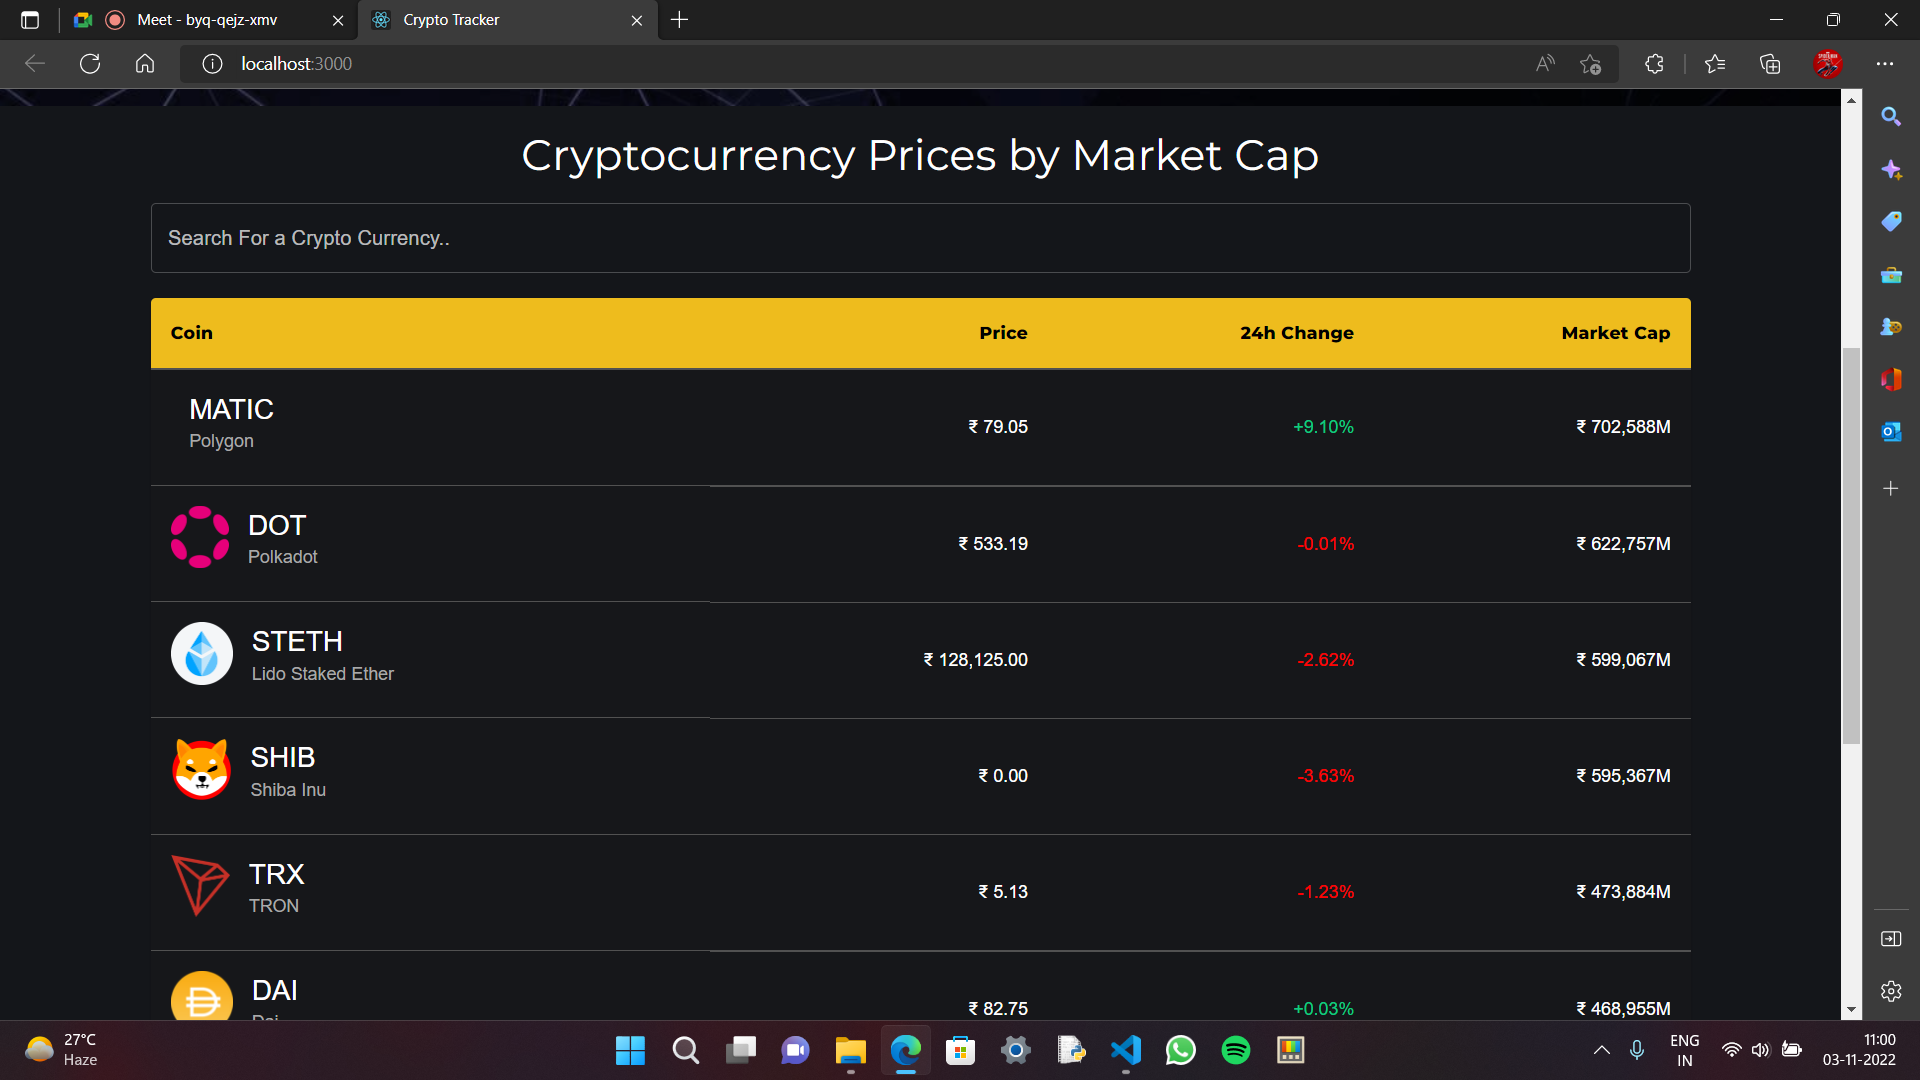 Meet - byq-qejz-xmv
Crypto Tracker
localhost:3000
Cryptocurrency Prices by Market Cap
Search For a Crypto Currency..
Coin Price 24h Change Market Cap
MATIC
Polygon
₹ 79.05 +9.10% ₹ 702,588M
DOT
Polkadot
₹ 533.19 -0.01% ₹ 622,757M
STETH
Lido Staked Ether
₹ 128,125.00 -2.62% ₹ 599,067M
SHIB
Shiba Inu
₹ 0.00 -3.63% ₹ 595,367M
TRX
TRON
₹ 5.13 -1.23% ₹ 473,884M
DAI
Dai
₹ 82.75 +0.03% ₹ 468,955M
27°C
Haze
ENG
IN
11:00
03-11-2022